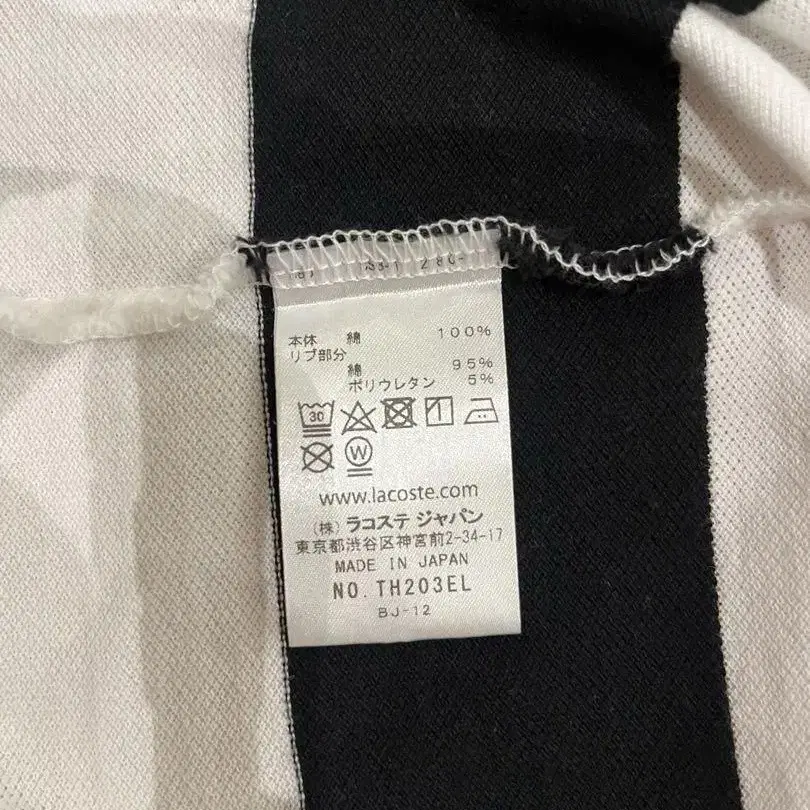 本体 綿 100%
リブ部分
綿 95%
ポリウレタン 5%
30
W
www.lacoste.com
(株) ラコステ ジャパン
東京都渋谷区神宮前2-34-17
MADE IN JAPAN
NO. TH203EL
BJ-12